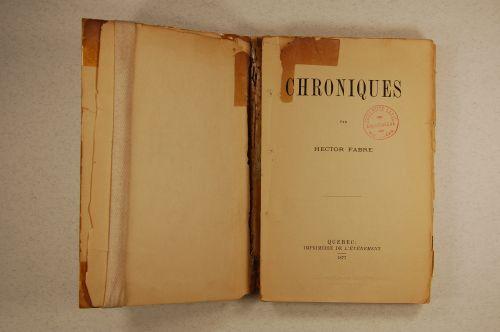 CHRONIQUES
PAR
HECTOR FABRE
QUEBEC:
IMPRIMERIE DE L'ÉVÉNEMENT
1877